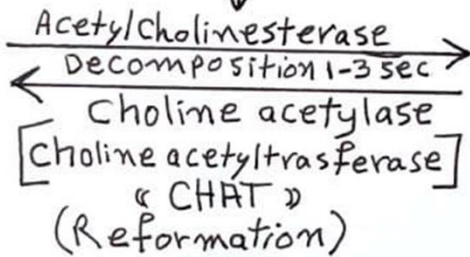 Acetylcholinesterase
Decomposition 1-3 sec
Choline acetylase
[Choline acetyltrasferase]
« CHAT »
(Reformation)